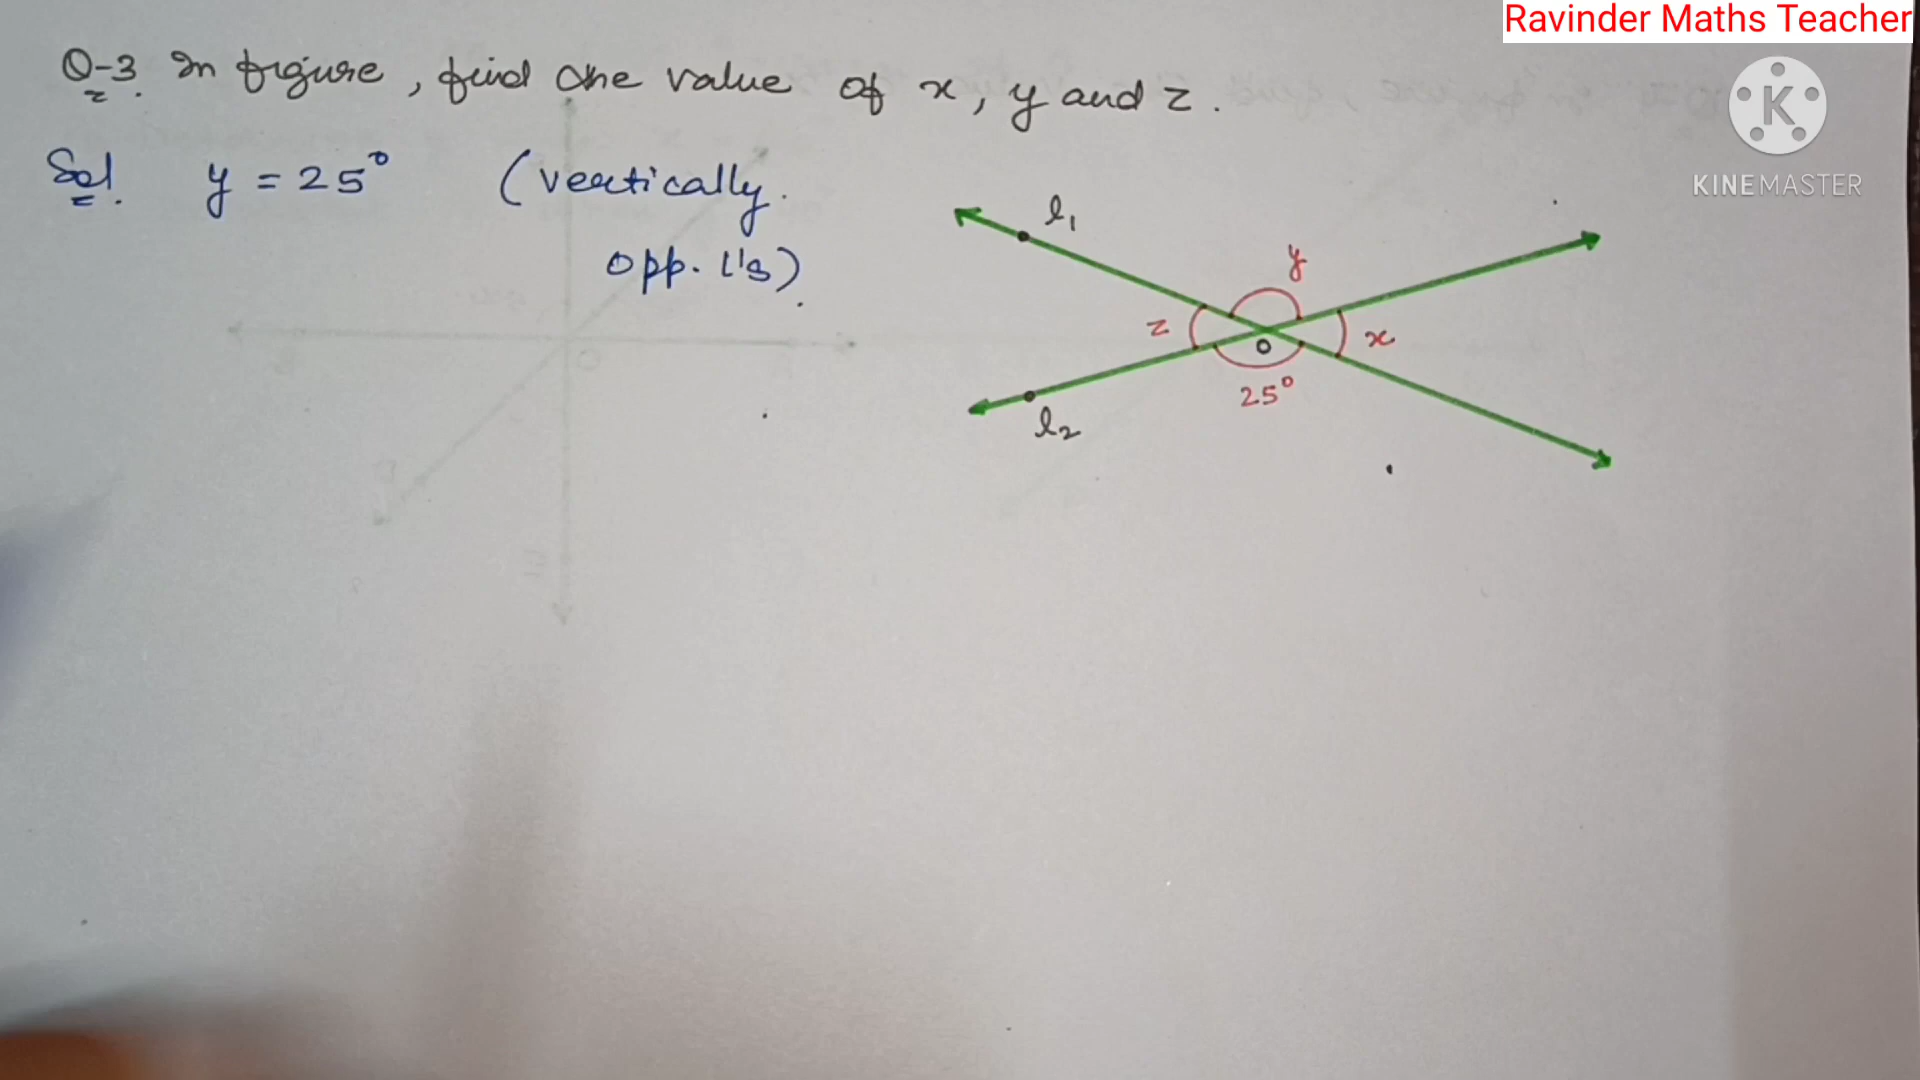 Ravinder Maths Teacher
Q-3. In figure, find the value of x, y and z.
K
KINEMASTER
Sol. y = 25° (vertically
opp. L's).
l₁
y
z
x
o
25°
l₂